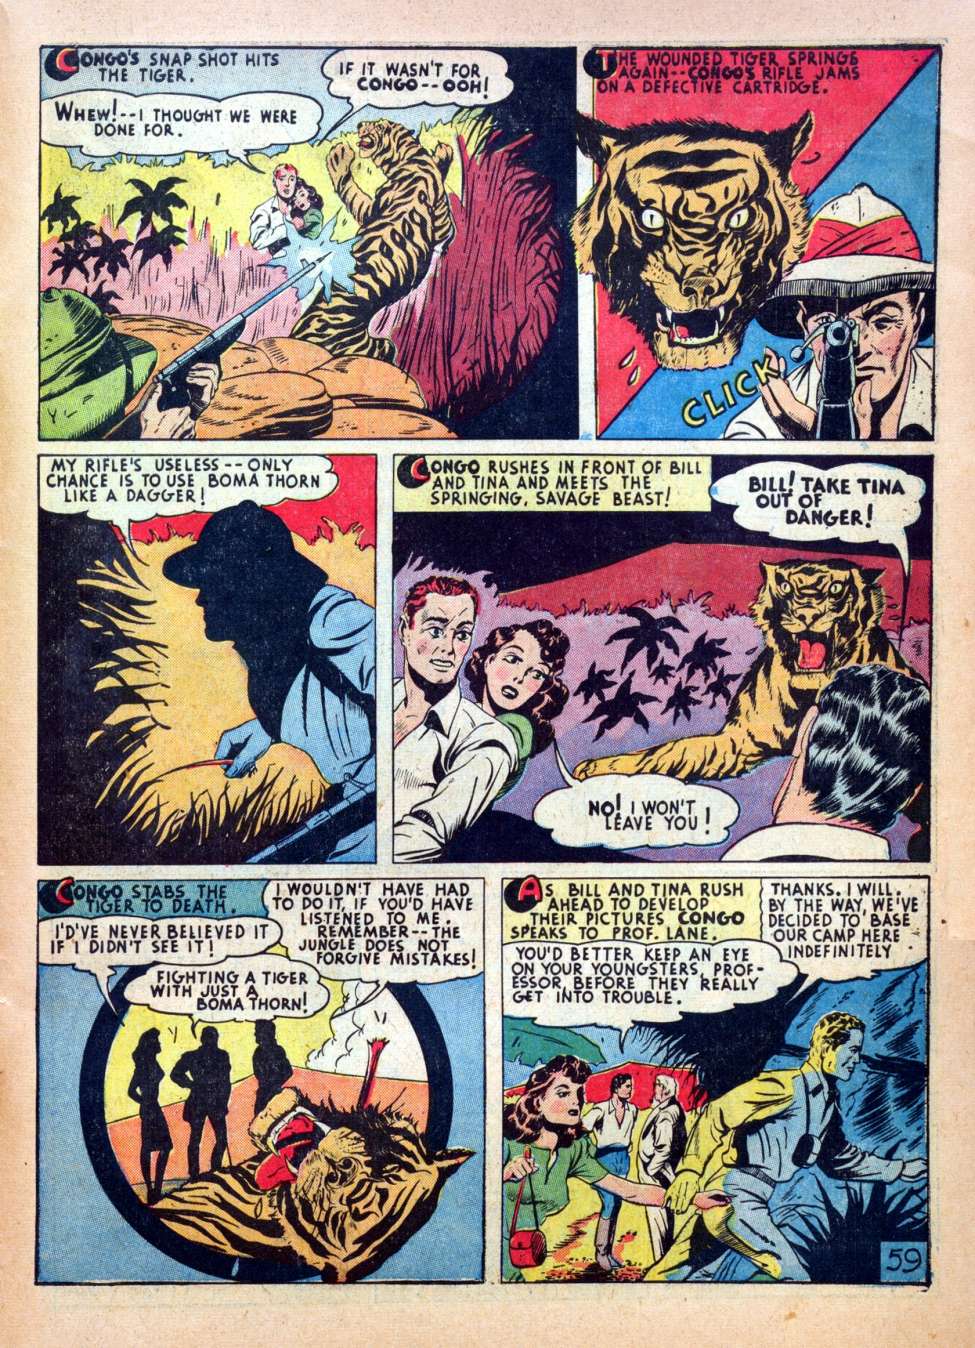 CONGO'S SNAP SHOT HITS
THE TIGER.
WHEW!--I THOUGHT WE WERE
DONE FOR.
IF IT WASN'T FOR
CONGO--OOH!
THE WOUNDED TIGER SPRINGS
AGAIN--CONGO'S RIFLE JAMS
ON A DEFECTIVE CARTRIDGE.
CLICK
MY RIFLE'S USELESS--ONLY
CHANCE IS TO USE BOMA THORN
LIKE A DAGGER!
CONGO RUSHES IN FRONT OF BILL
AND TINA AND MEETS THE
SPRINGING, SAVAGE BEAST!
BILL! TAKE TINA
OUT OF
DANGER!
NO! I WON'T
LEAVE YOU!
CONGO STABS THE
TIGER TO DEATH.
I'D'VE NEVER BELIEVED IT
IF I DIDN'T SEE IT!
FIGHTING A TIGER
WITH JUST A
BOMA THORN!
I WOULDN'T HAVE HAD
TO DO IT, IF YOU'D HAVE
LISTENED TO ME.
REMEMBER--THE
JUNGLE DOES NOT
FORGIVE MISTAKES!
AS BILL AND TINA RUSH
AHEAD TO DEVELOP
THEIR PICTURES CONGO
SPEAKS TO PROF. LANE.
YOU'D BETTER KEEP AN EYE
ON YOUR YOUNGSTERS, PROF-
ESSOR, BEFORE THEY REALLY
GET INTO TROUBLE.
THANKS. I WILL.
BY THE WAY, WE'VE
DECIDED TO BASE
OUR CAMP HERE
INDEFINITELY
59